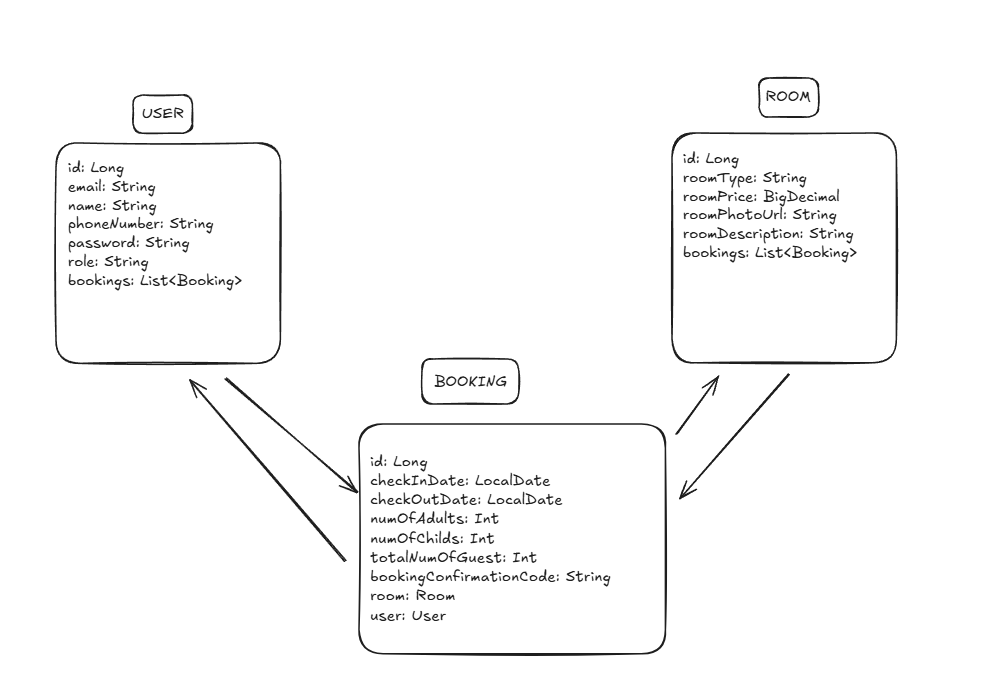 USER
id: Long
email: String
name: String
phoneNumber: String
password: String
role: String
bookings: List<Booking>
ROOM
id: Long
roomType: String
roomPrice: BigDecimal
roomPhotoUrl: String
roomDescription: String
bookings: List<Booking>
BOOKING
id: Long
checkInDate: LocalDate
checkOutDate: LocalDate
numOfAdults: Int
numOfChilds: Int
totalNumOfGuest: Int
bookingConfirmationCode: String
room: Room
user: User